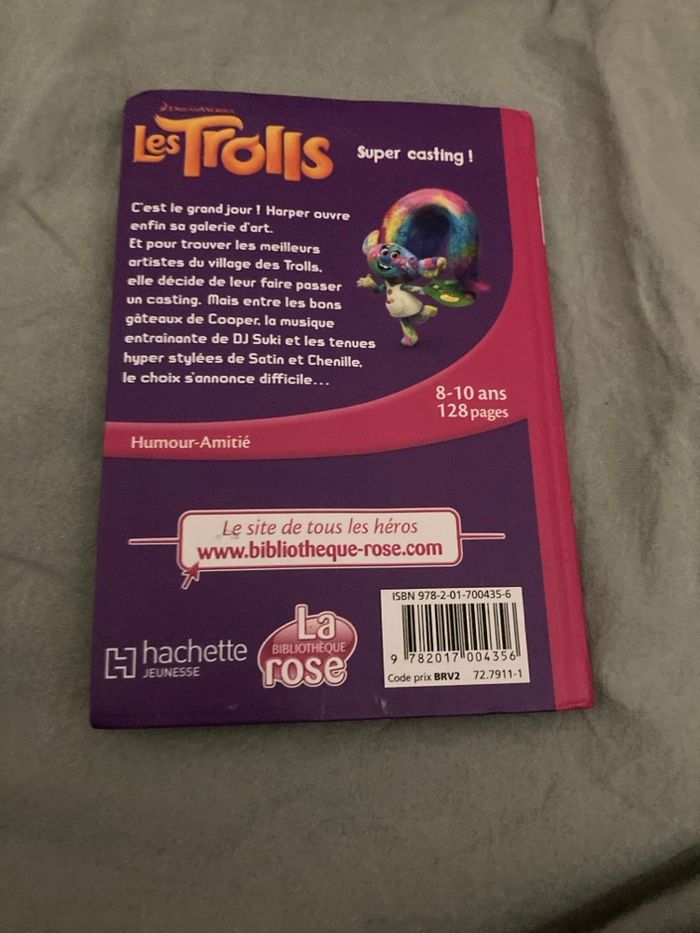 DREAMWORKS
Les Trolls
Super casting !
C'est le grand jour ! Harper ouvre
enfin sa galerie d'art.
Et pour trouver les meilleurs
artistes du village des Trolls,
elle décide de leur faire passer
un casting. Mais entre les bons
gâteaux de Cooper, la musique
entraînante de DJ Suki et les tenues
hyper stylées de Satin et Chenille,
le choix s'annonce difficile...
8-10 ans
128 pages
Humour-Amitié
Le site de tous les héros
www.bibliotheque-rose.com
hachette
JEUNESSE
La
BIBLIOTHÈQUE
rose
ISBN 978-2-01-700435-6
9 782017 004356
Code prix BRV2 72.7911-1